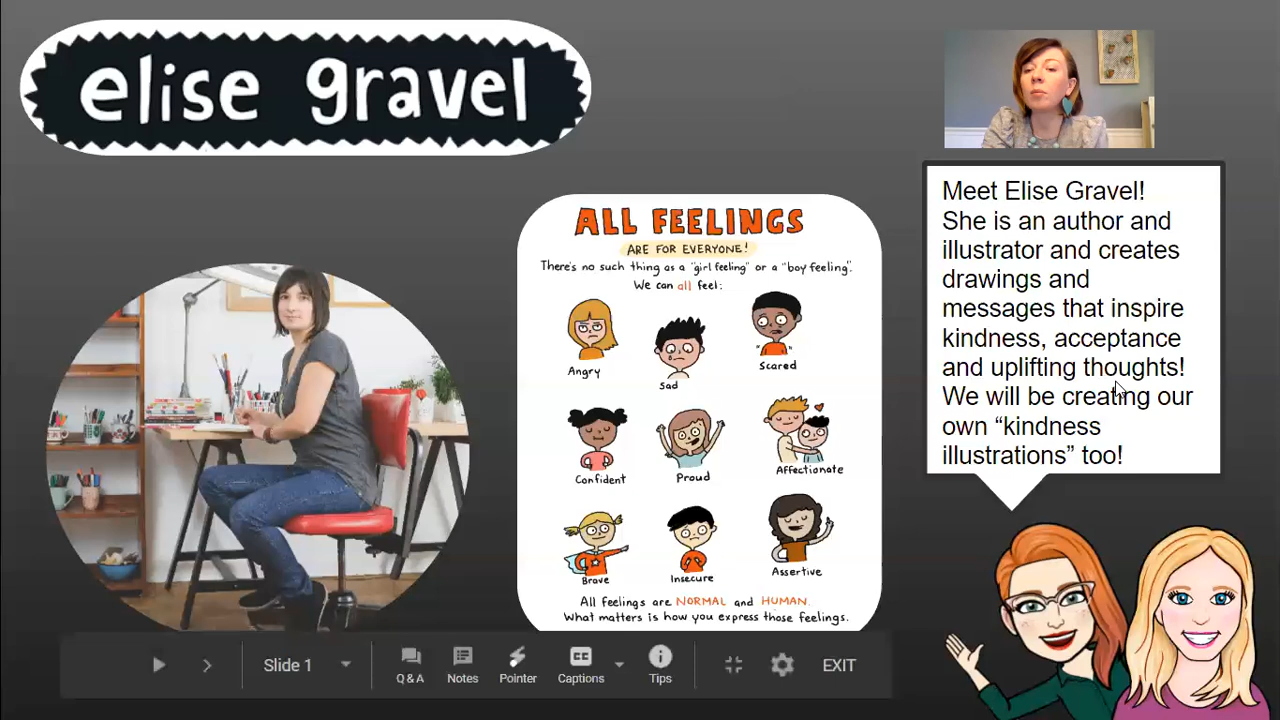 elise gravel
Meet Elise Gravel!
She is an author and
illustrator and creates
drawings and
messages that inspire
kindness, acceptance
and uplifting thoughts!
We will be creating our
own “kindness
illustrations” too!
ALL FEELINGS
ARE FOR EVERYONE!
There's no such thing as a "girl feeling" or a "boy feeling".
We can all feel:
Angry
Sad
Scared
Confident
Proud
Affectionate
Brave
Insecure
Assertive
All feelings are NORMAL and HUMAN.
What matters is how you express those feelings.
Slide 1
Q & A
Notes
Pointer
CC
Captions
Tips
EXIT